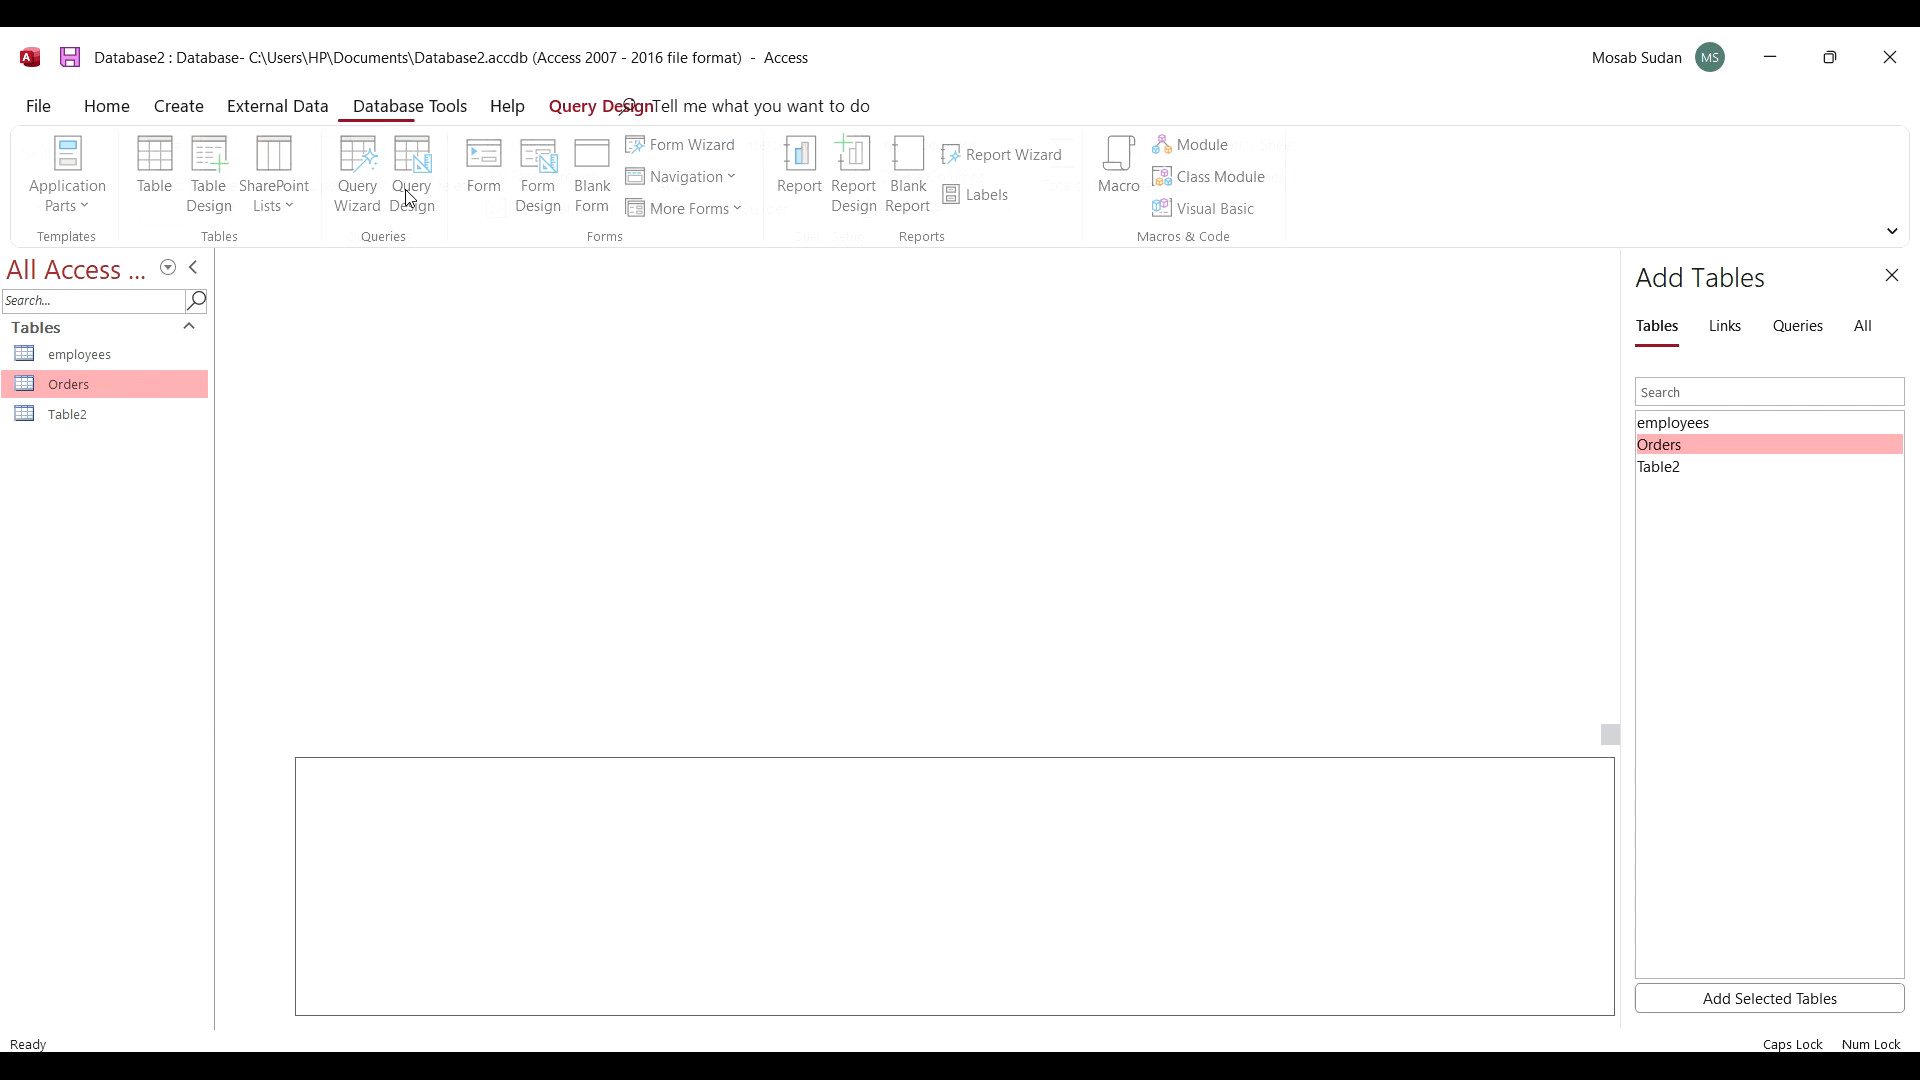 Database2 : Database- C:\Users\HP\Documents\Database2.accdb (Access 2007 - 2016 file format) - Access
Mosab Sudan MS
File Home Create External Data Database Tools Help Query Design Tell me what you want to do
Application Parts
Templates
Table
Table Design
SharePoint Lists
Tables
Query Wizard
Query Design
Queries
Form
Form Design
Blank Form
Form Wizard
Navigation
More Forms
Forms
Report
Report Design
Blank Report
Report Wizard
Labels
Reports
Macro
Module
Class Module
Visual Basic
Macros & Code
All Access ...
Search...
Tables
employees
Orders
Table2
Add Tables
Tables Links Queries All
Search
employees
Orders
Table2
Add Selected Tables
Ready
Caps Lock Num Lock